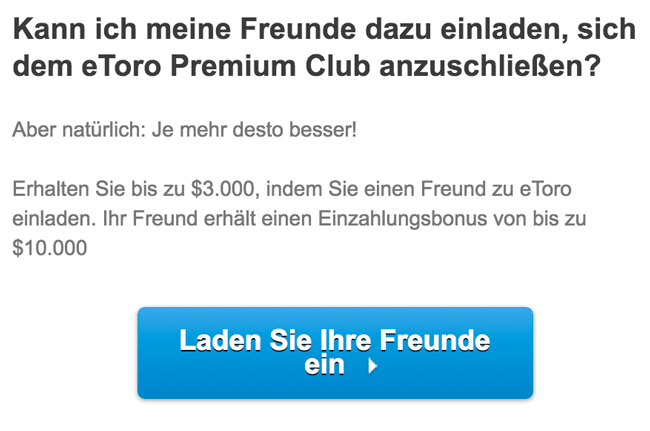 Kann ich meine Freunde dazu einladen, sich
dem eToro Premium Club anzuschließen?
Aber natürlich: Je mehr desto besser!
Erhalten Sie bis zu $3.000, indem Sie einen Freund zu eToro
einladen. Ihr Freund erhält einen Einzahlungsbonus von bis zu
$10.000
Laden Sie Ihre Freunde
ein